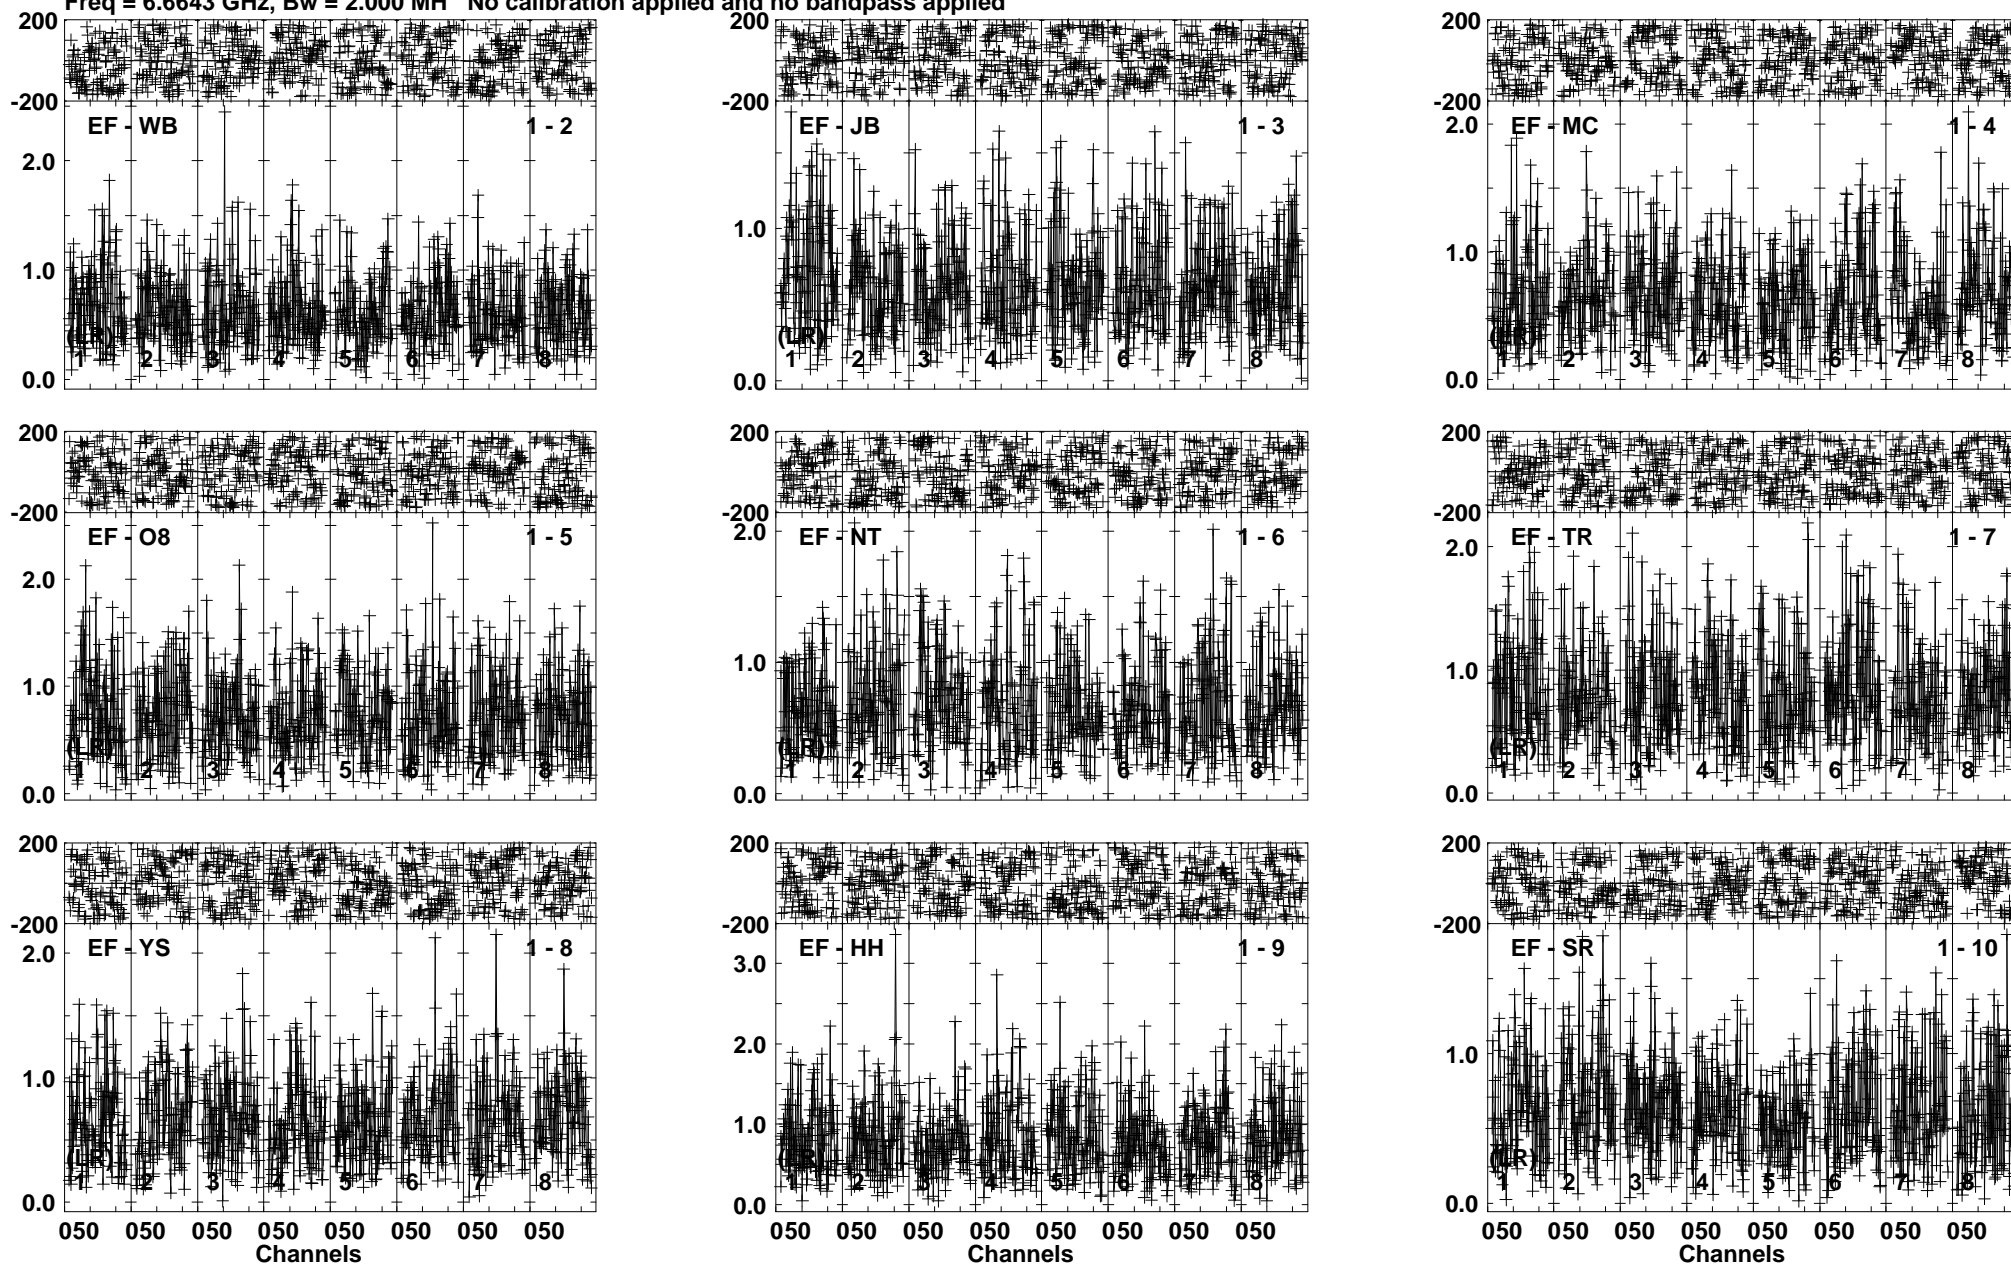 Freq = 6.6643 GHz, Bw = 2.000 MH No calibration applied and no bandpass applied
200
-200
EF - WB 1 - 2
2.0
1.0
(LR)
1 2 3 4 5 6 7 8
0.0
200
-200
EF - JB 1 - 3
1.0
(LR)
1 2 3 4 5 6 7 8
0.0
200
-200
EF - MC 1 - 4
2.0
1.0
(LR)
1 2 3 4 5 6 7 8
0.0
200
-200
EF - O8 1 - 5
2.0
1.0
(LR)
1 2 3 4 5 6 7 8
0.0
200
-200
EF - NT 1 - 6
2.0
1.0
(LR)
1 2 3 4 5 6 7 8
0.0
200
-200
EF - TR 1 - 7
2.0
1.0
(LR)
1 2 3 4 5 6 7 8
0.0
200
-200
EF - YS 1 - 8
2.0
1.0
(LR)
1 2 3 4 5 6 7 8
0.0
050 050 050 050 050 050 050 050
Channels
200
-200
EF - HH 1 - 9
3.0
2.0
1.0
(LR)
1 2 3 4 5 6 7 8
0.0
050 050 050 050 050 050 050 050
Channels
200
-200
EF - SR 1 - 10
1.0
(LR)
1 2 3 4 5 6 7 8
0.0
050 050 050 050 050 050 050 050
Channels